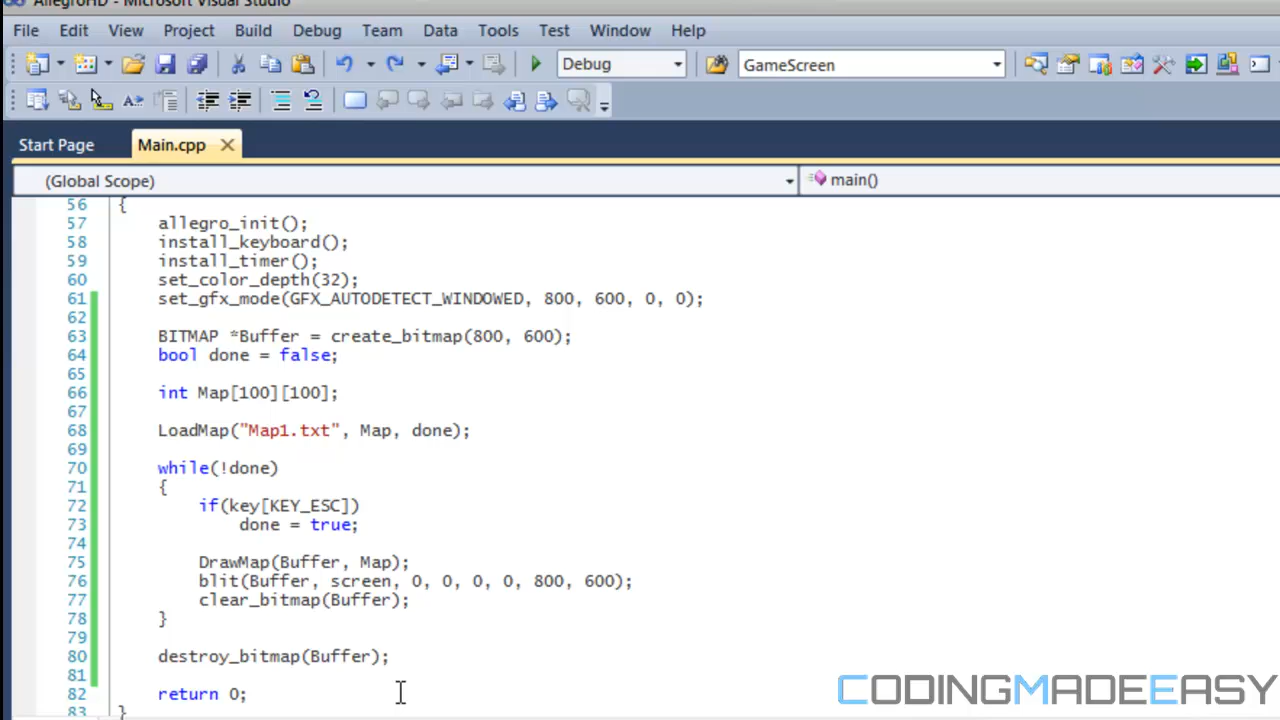 AllegroHD - Microsoft Visual Studio
File Edit View Project Build Debug Team Data Tools Test Window Help
Debug GameScreen
Start Page Main.cpp
(Global Scope) main()
56 {
57 allegro_init();
58 install_keyboard();
59 install_timer();
60 set_color_depth(32);
61 set_gfx_mode(GFX_AUTODETECT_WINDOWED, 800, 600, 0, 0);
62
63 BITMAP *Buffer = create_bitmap(800, 600);
64 bool done = false;
65
66 int Map[100][100];
67
68 LoadMap("Map1.txt", Map, done);
69
70 while(!done)
71 {
72 if(key[KEY_ESC])
73 done = true;
74
75 DrawMap(Buffer, Map);
76 blit(Buffer, screen, 0, 0, 0, 0, 800, 600);
77 clear_bitmap(Buffer);
78 }
79
80 destroy_bitmap(Buffer);
81
82 return 0;
83 }
CODINGMADEEASY